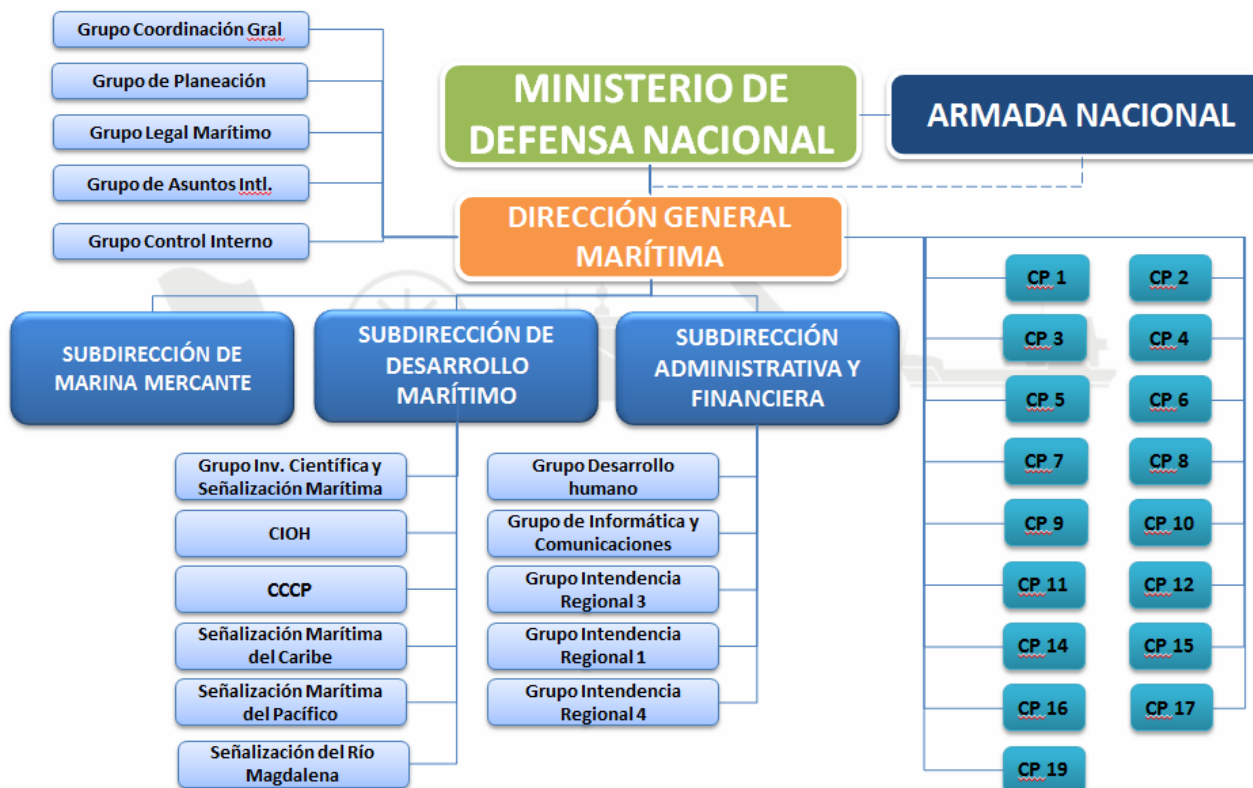 Grupo Coordinación Gral
Grupo de Planeación
Grupo Legal Marítimo
Grupo de Asuntos Intl.
Grupo Control Interno
MINISTERIO DE
DEFENSA NACIONAL
ARMADA NACIONAL
DIRECCIÓN GENERAL
MARÍTIMA
SUBDIRECCIÓN DE
MARINA MERCANTE
SUBDIRECCIÓN DE
DESARROLLO
MARÍTIMO
SUBDIRECCIÓN
ADMINISTRATIVA Y
FINANCIERA
Grupo Inv. Científica y
Señalización Marítima
CIOH
CCCP
Señalización Marítima
del Caribe
Señalización Marítima
del Pacífico
Señalización del Río
Magdalena
Grupo Desarrollo
humano
Grupo de Informática y
Comunicaciones
Grupo Intendencia
Regional 3
Grupo Intendencia
Regional 1
Grupo Intendencia
Regional 4
CP 1
CP 2
CP 3
CP 4
CP 5
CP 6
CP 7
CP 8
CP 9
CP 10
CP 11
CP 12
CP 14
CP 15
CP 16
CP 17
CP 19